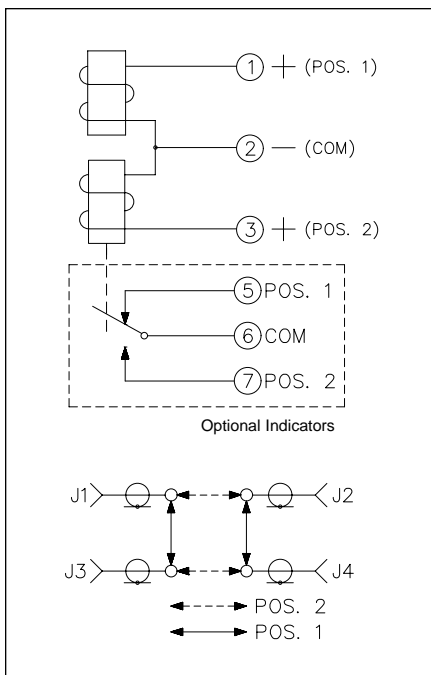 1 + (POS. 1)
2 — (COM)
3 + (POS. 2)
5 POS. 1
6 COM
7 POS. 2
Optional Indicators
J1 J2
J3 J4
POS. 2
POS. 1